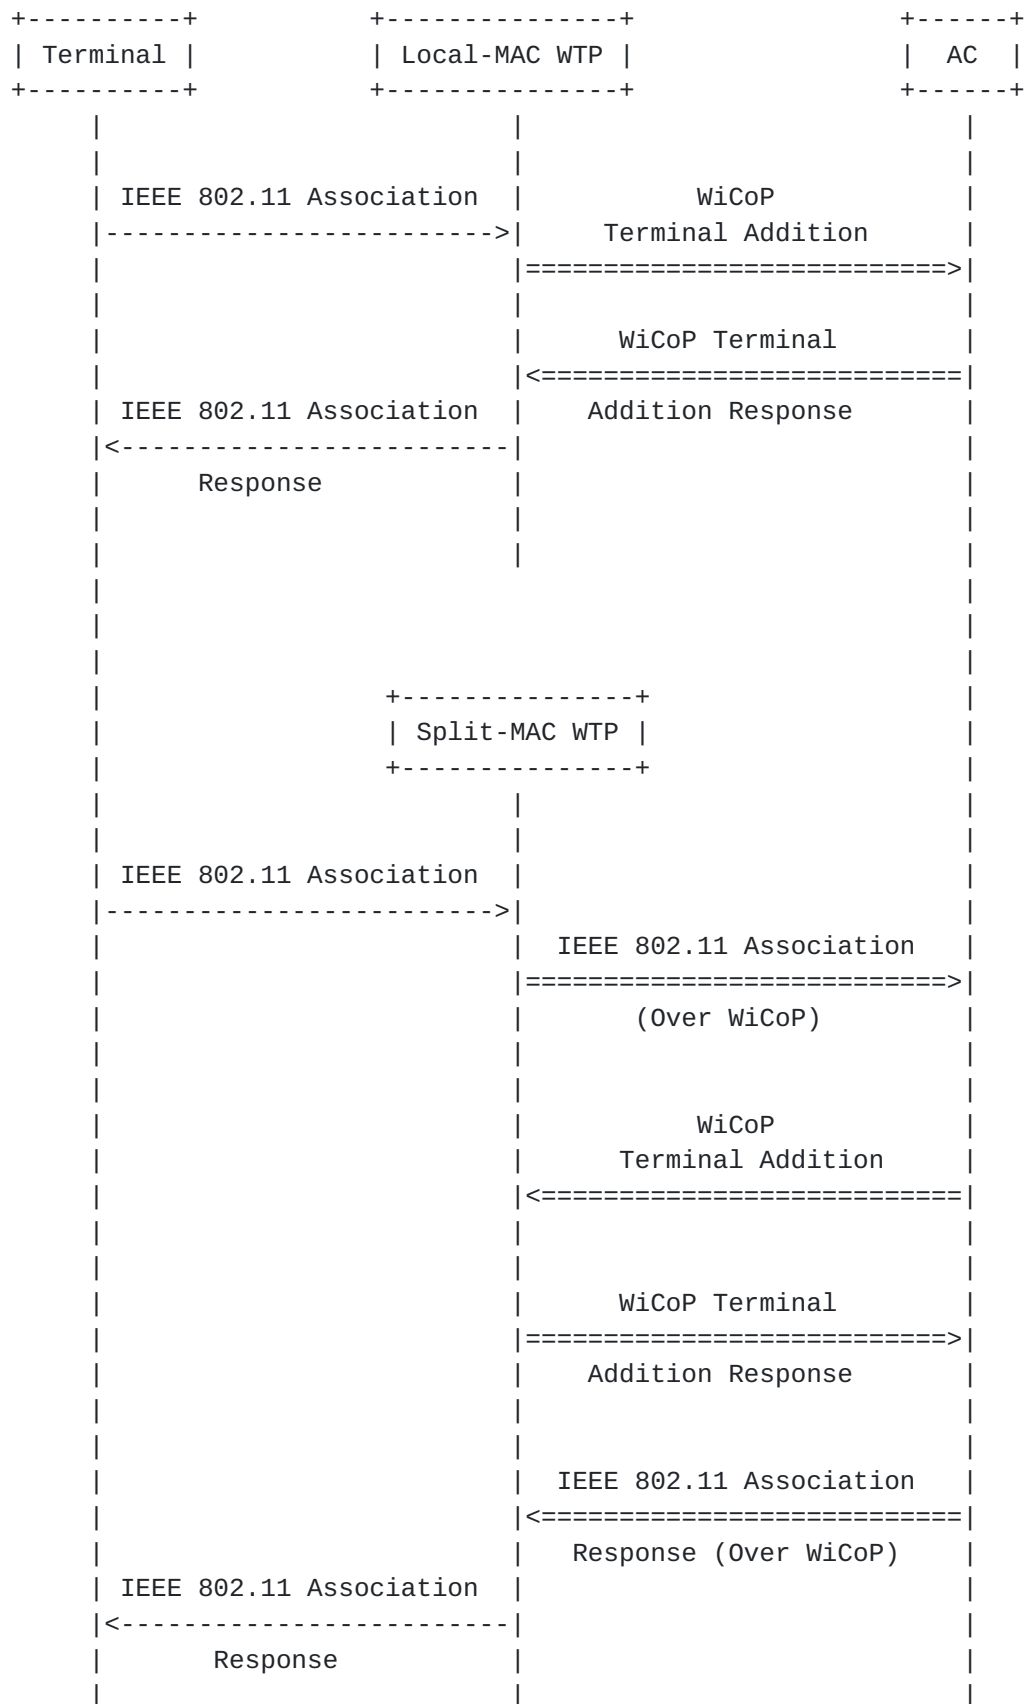 +----------+           +---------------+                 +------+
| Terminal |           | Local-MAC WTP |                 |  AC  |
+----------+           +---------------+                 +------+
     |                          |                            |
     |                          |                            |
     | IEEE 802.11 Association  |           WiCoP            |
     |------------------------->|     Terminal Addition      |
     |                          |===========================>|
     |                          |                            |
     |                          |      WiCoP Terminal        |
     |                          |<===========================|
     | IEEE 802.11 Association  |    Addition Response       |
     |<-------------------------|                            |
     |      Response            |                            |
     |                          |                            |
     |                          |                            |
     |                                                       |
     |                                                       |
     |                                                       |
     |                  +---------------+                    |
     |                  | Split-MAC WTP |                    |
     |                  +---------------+                    |
     |                          |                            |
     |                          |                            |
     | IEEE 802.11 Association  |                            |
     |------------------------->|                            |
     |                          |  IEEE 802.11 Association   |
     |                          |===========================>|
     |                          |       (Over WiCoP)         |
     |                          |                            |
     |                          |                            |
     |                          |           WiCoP            |
     |                          |      Terminal Addition     |
     |                          |<===========================|
     |                          |                            |
     |                          |                            |
     |                          |      WiCoP Terminal        |
     |                          |===========================>|
     |                          |    Addition Response       |
     |                          |                            |
     |                          |                            |
     |                          |  IEEE 802.11 Association   |
     |                          |<===========================|
     |                          |   Response (Over WiCoP)    |
     | IEEE 802.11 Association  |                            |
     |<-------------------------|                            |
     |       Response           |                            |
     |                          |                            |